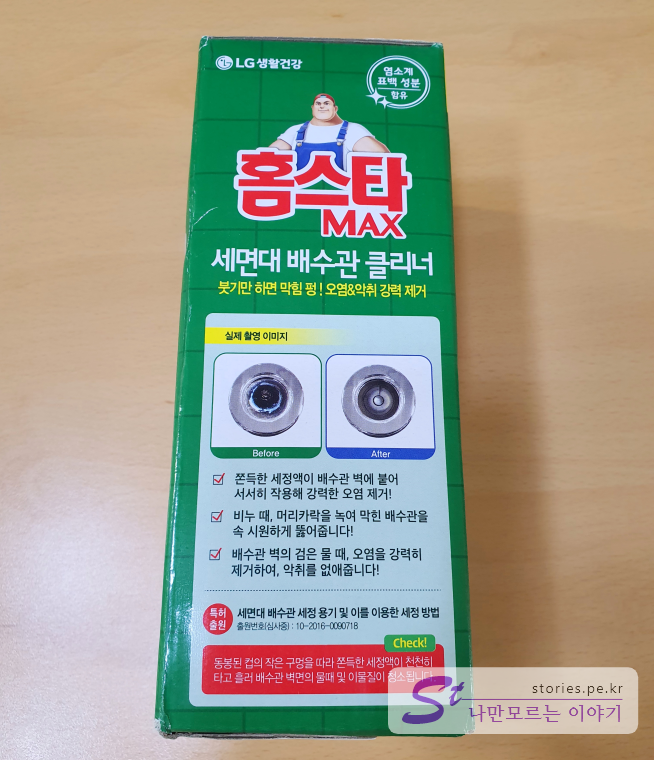 LG생활건강
염소계
표백 성분
함유
홈스타
MAX
세면대 배수관 클리너
붓기만 하면 막힘 펑! 오염&악취 강력 제거
실제 촬영 이미지
Before
After
쫀득한 세정액이 배수관 벽에 붙어
서서히 작용해 강력한 오염 제거!
비누 때, 머리카락을 녹여 막힌 배수관을
속 시원하게 뚫어줍니다!
배수관 벽의 검은 물 때, 오염을 강력히
제거하여, 악취를 없애줍니다!
특허
출원
세면대 배수관 세정 용기 및 이를 이용한 세정 방법
출원번호(심사중) : 10-2016-0090718
Check!
동봉된 컵의 작은 구멍을 따라 쫀득한 세정액이 천천히
타고 흘러 배수관 벽면의 물때 및 이물질이 청소됩니다.
St
stories.pe.kr
나만모르는 이야기